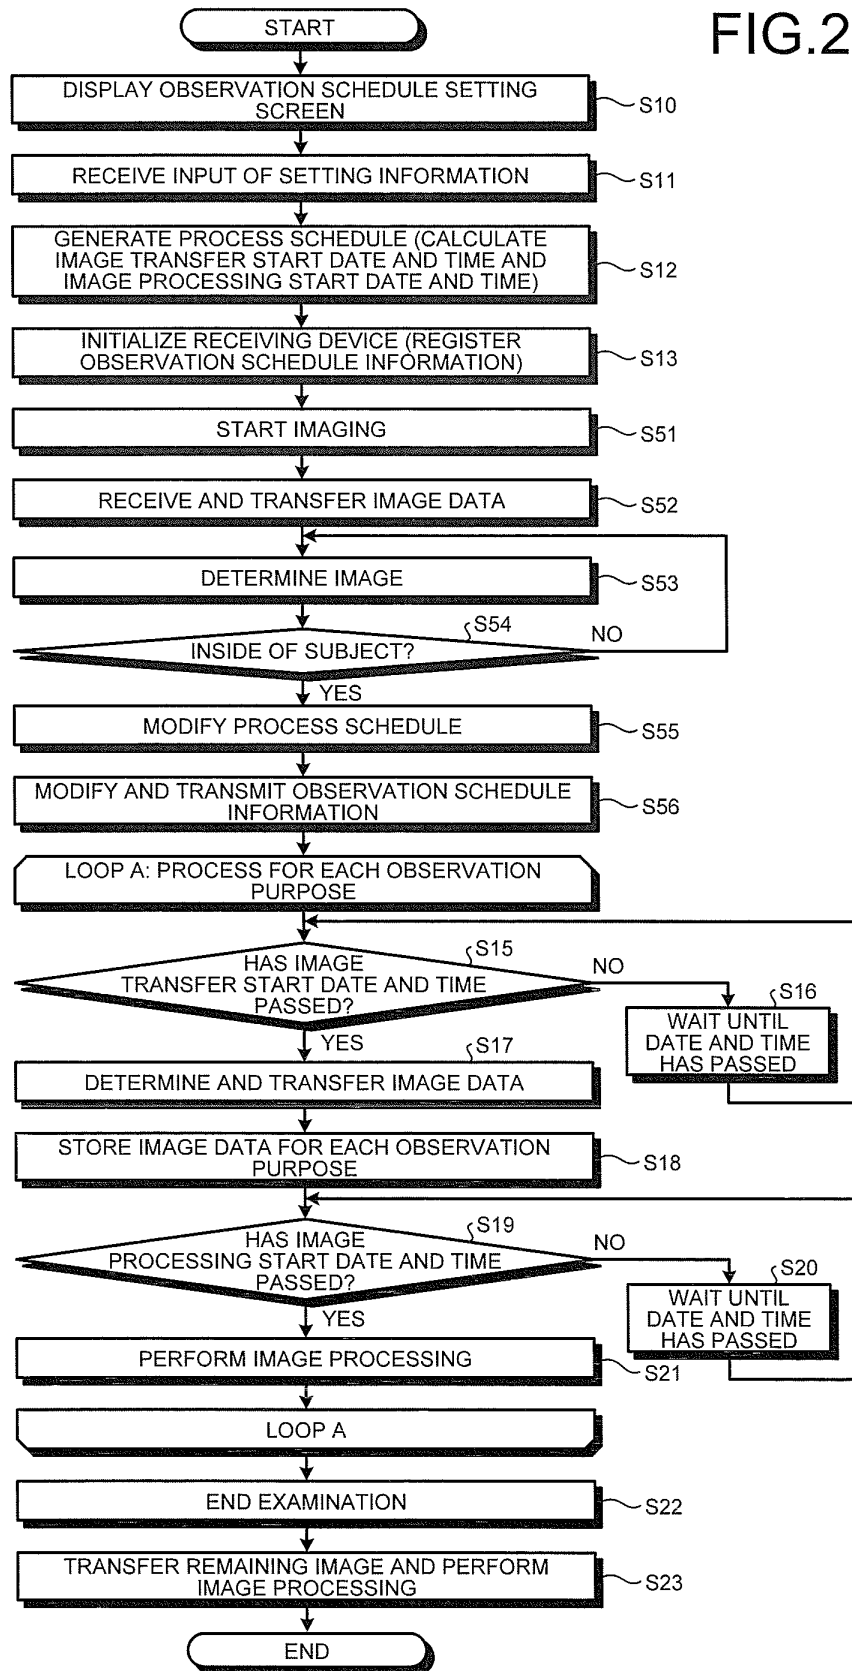 FIG.2
START
DISPLAY OBSERVATION SCHEDULE SETTING
SCREEN
S10
RECEIVE INPUT OF SETTING INFORMATION
S11
GENERATE PROCESS SCHEDULE (CALCULATE
IMAGE TRANSFER START DATE AND TIME AND
IMAGE PROCESSING START DATE AND TIME)
S12
INITIALIZE RECEIVING DEVICE (REGISTER
OBSERVATION SCHEDULE INFORMATION)
S13
START IMAGING
S51
RECEIVE AND TRANSFER IMAGE DATA
S52
DETERMINE IMAGE
S53
S54
INSIDE OF SUBJECT?
NO
YES
MODIFY PROCESS SCHEDULE
S55
MODIFY AND TRANSMIT OBSERVATION SCHEDULE
INFORMATION
S56
LOOP A: PROCESS FOR EACH OBSERVATION
PURPOSE
S15
HAS IMAGE
TRANSFER START DATE AND TIME
PASSED?
NO
YES
S16
WAIT UNTIL
DATE AND TIME
HAS PASSED
S17
DETERMINE AND TRANSFER IMAGE DATA
STORE IMAGE DATA FOR EACH OBSERVATION
PURPOSE
S18
S19
HAS IMAGE
PROCESSING START DATE AND TIME
PASSED?
NO
YES
S20
WAIT UNTIL
DATE AND TIME
HAS PASSED
PERFORM IMAGE PROCESSING
S21
LOOP A
END EXAMINATION
S22
TRANSFER REMAINING IMAGE AND PERFORM
IMAGE PROCESSING
S23
END